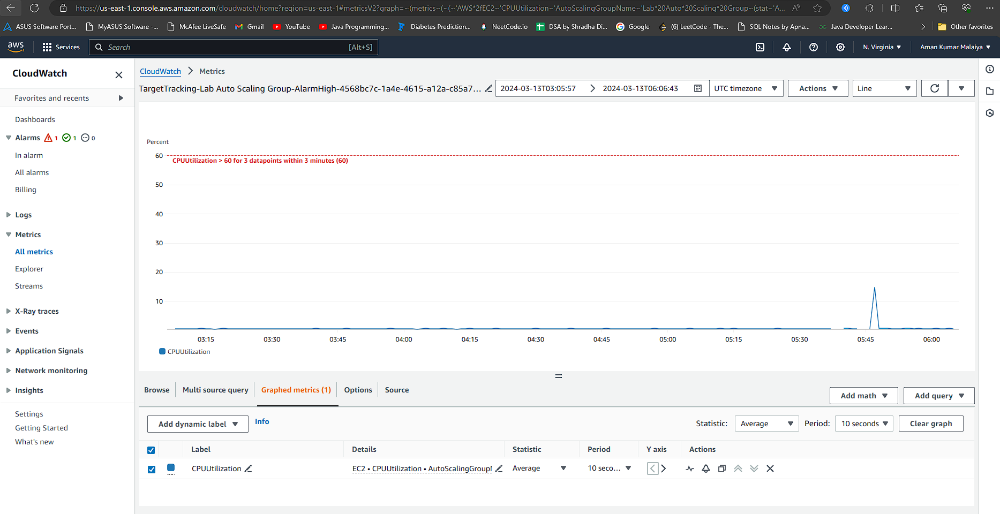 https://us-east-1.console.aws.amazon.com/cloudwatch/home?region=us-east-1#metricsV2?graph=~(metrics~(~(~'AWS*2fEC2~'CPUUtilization~'AutoScalingGroupName~'Lab*20Auto*20Scaling*20Group~(stat~'A...
ASUS Software Port... MyASUS Software -... McAfee LiveSafe Gmail YouTube Java Programming... Diabetes Prediction... NeetCode.io DSA by Shradha Di... Google (6) LeetCode - The... SQL Notes by Apna... Java Developer Lear... Other favorites
aws Services Search [Alt+S] N. Virginia Aman Kumar Malaiya
CloudWatch
Favorites and recents
Dashboards
Alarms 1 1 0
In alarm
All alarms
Billing
Logs
Metrics
All metrics
Explorer
Streams
X-Ray traces
Events
Application Signals
Network monitoring
Insights
Settings
Getting Started
What's new
CloudWatch > Metrics
TargetTracking-Lab Auto Scaling Group-AlarmHigh-4568bc7c-1a4e-4615-a12a-c85a7... 2024-03-13T03:05:57 2024-03-13T06:06:43 UTC timezone Actions Line
Percent
60
CPUUtilization > 60 for 3 datapoints within 3 minutes (60)
50
40
30
20
10
03:15 03:30 03:45 04:00 04:15 04:30 04:45 05:00 05:15 05:30 05:45 06:00
CPUUtilization
Browse Multi source query Graphed metrics (1) Options Source Add math Add query
Add dynamic label Info Statistic: Average Period: 10 seconds Clear graph
Label Details Statistic Period Y axis Actions
CPUUtilization EC2 • CPUUtilization • AutoScalingGroupl Average 10 seco...